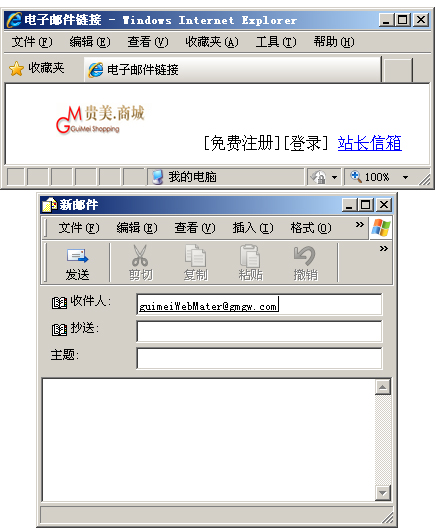 电子邮件链接 - Windows Internet Explorer
文件(F) 编辑(E) 查看(V) 收藏夹(A) 工具(T) 帮助(H)
收藏夹 电子邮件链接
GM 贵美.商城
GuiMei Shopping
[免费注册][登录] 站长信箱
我的电脑 100%
新邮件
文件(F) 编辑(E) 查看(V) 插入(I) 格式(O) »
发送 剪切 复制 粘贴 撤销 »
收件人: guimeiWebMater@gmgw.com
抄送:
主题: